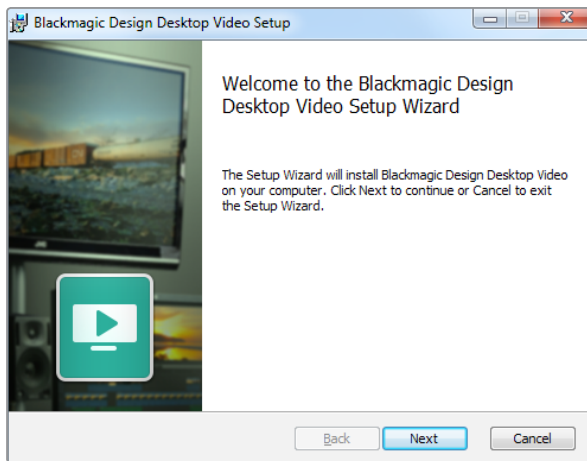 Blackmagic Design Desktop Video Setup
Welcome to the Blackmagic Design
Desktop Video Setup Wizard
The Setup Wizard will install Blackmagic Design Desktop Video
on your computer. Click Next to continue or Cancel to exit
the Setup Wizard.
JVC
Back
Next
Cancel